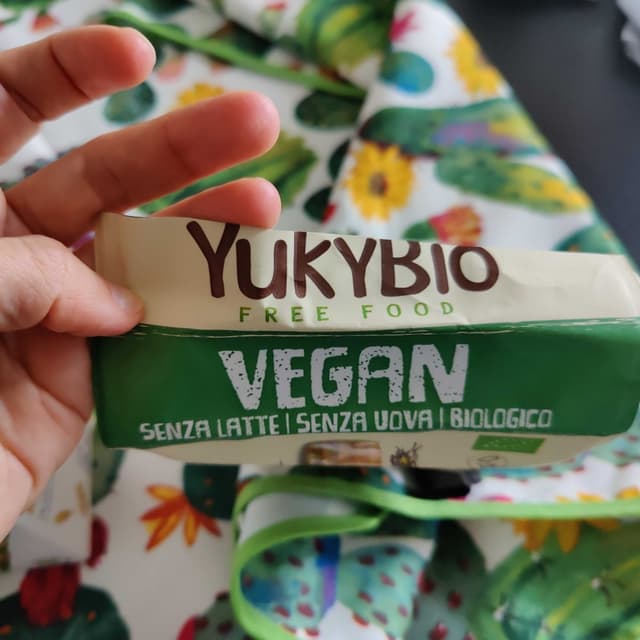 YUKYBIO
FREE FOOD
VEGAN
SENZA LATTE | SENZA UOVA | BIOLOGICO